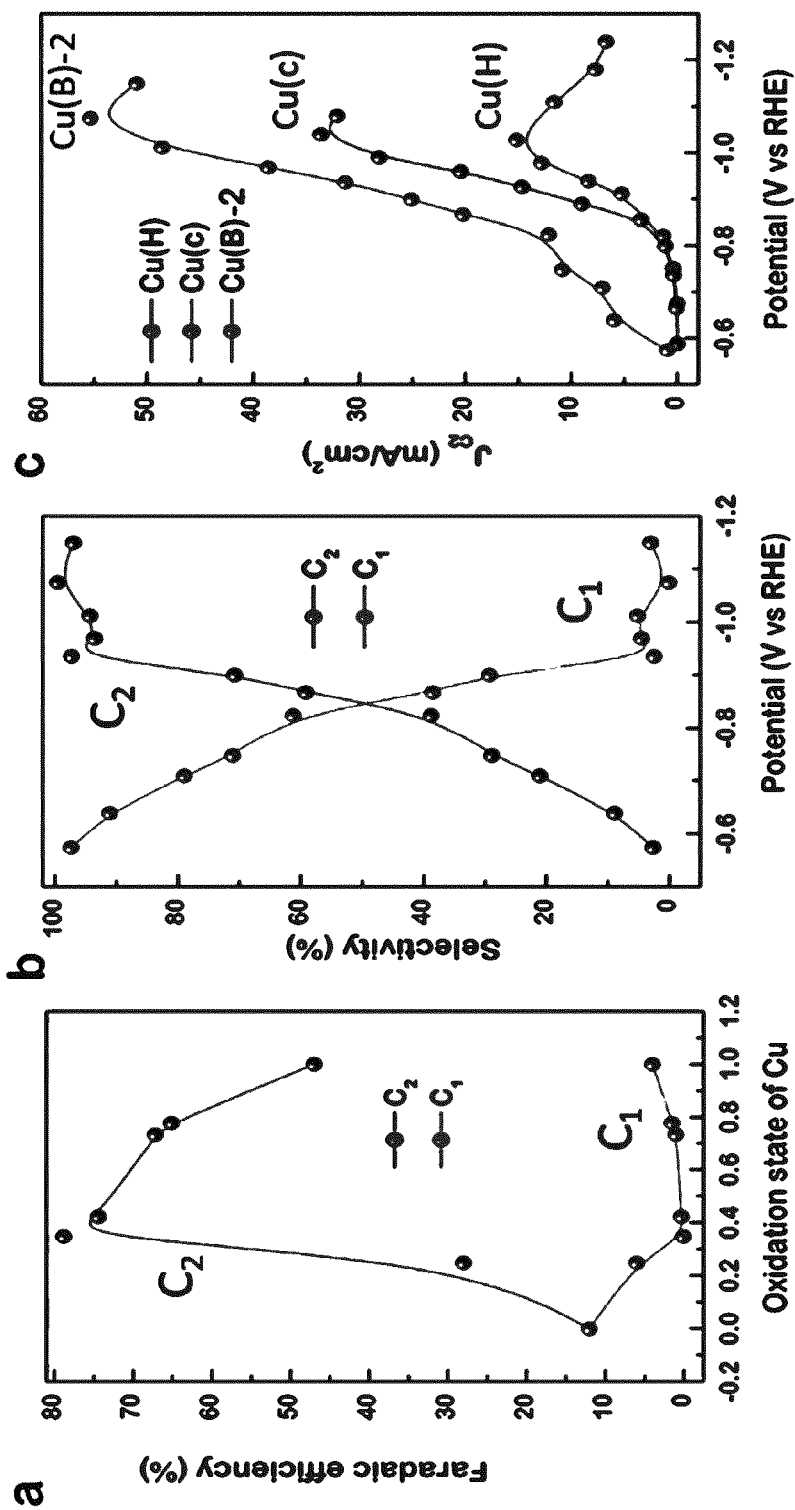 a
Faradaic efficiency (%)
80
70
60
50
40
30
20
10
0
-0.2
0.0
0.2
0.4
0.6
0.8
1.0
1.2
Oxidation state of Cu
C2
C1
C2
C1
b
Selectivity (%)
100
80
60
40
20
0
-0.6
-0.8
-1.0
-1.2
Potential (V vs RHE)
C2
C1
C2
C1
c
(mA/cm2)
60
50
40
30
20
10
0
-0.6
-0.8
-1.0
-1.2
Potential (V vs RHE)
Cu(H)
Cu(c)
Cu(B)-2
Cu(B)-2
Cu(c)
Cu(H)